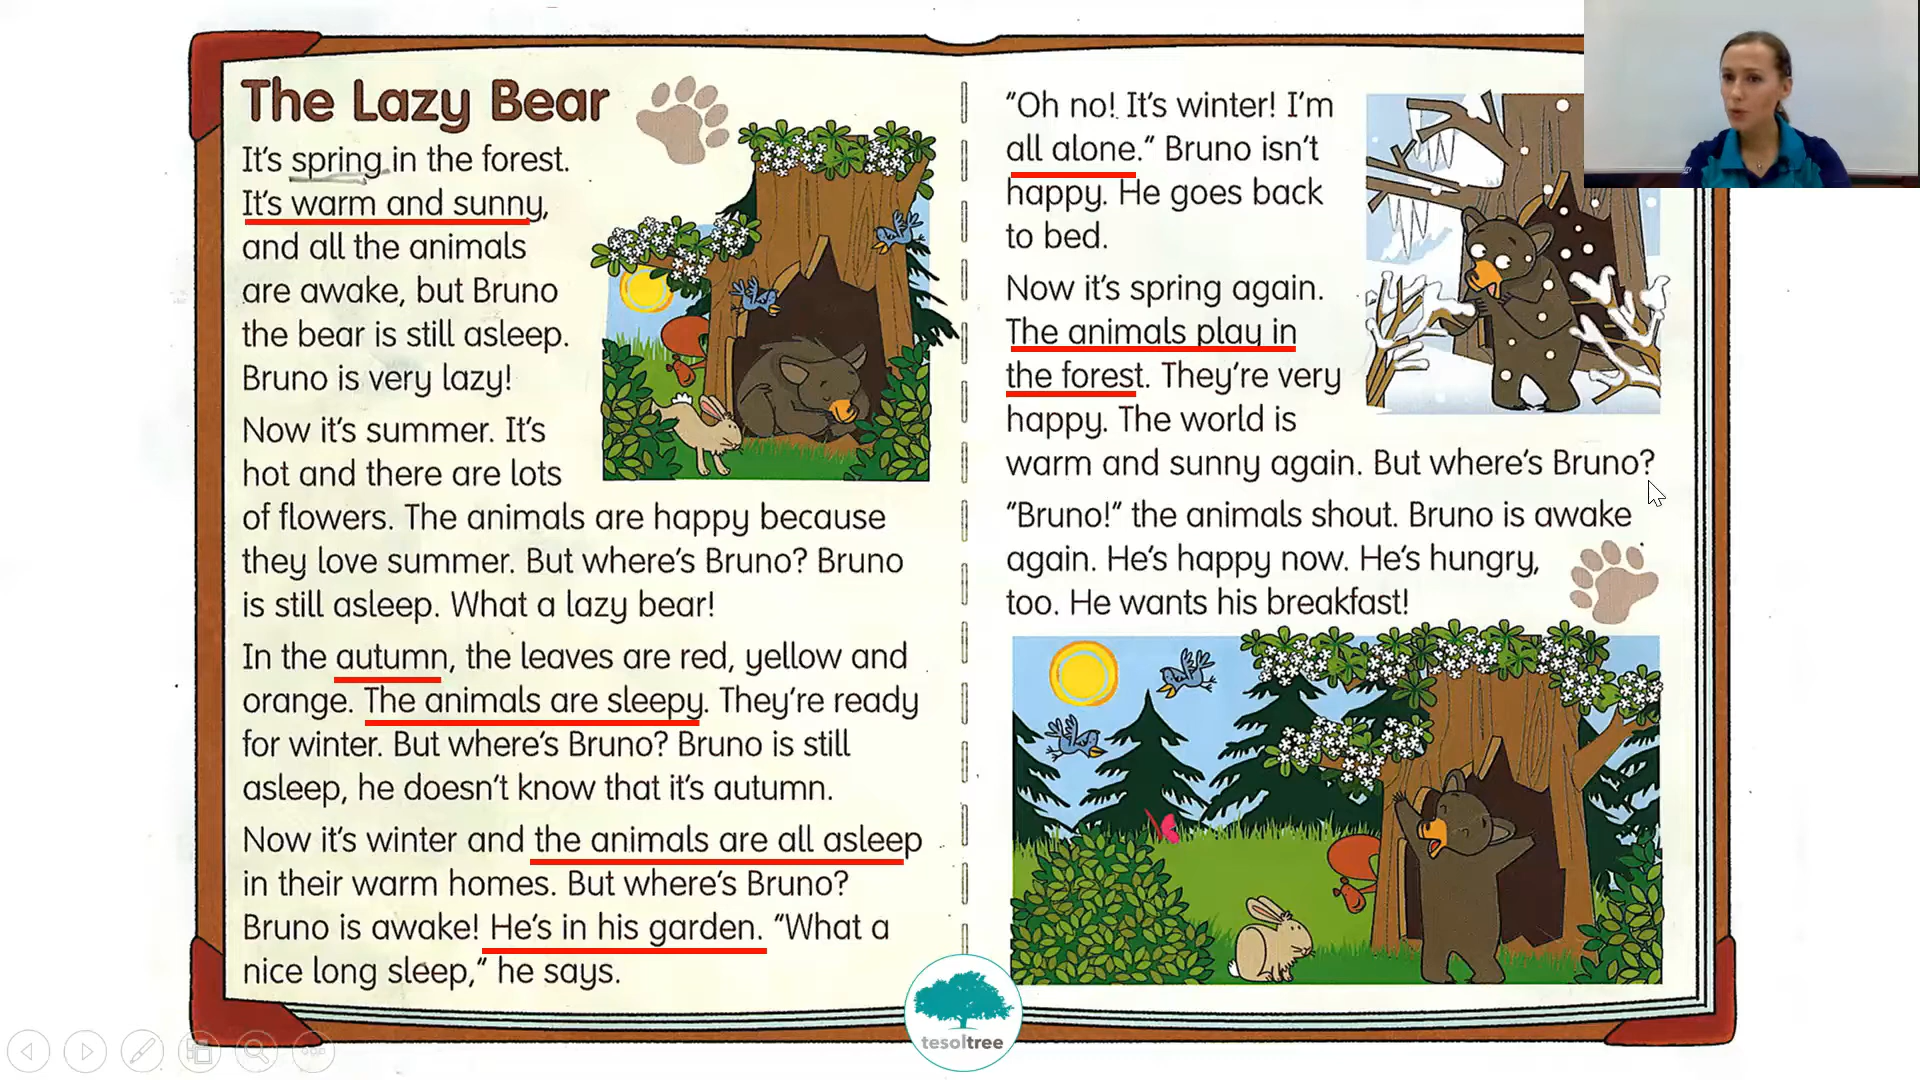 The Lazy Bear
It's spring in the forest.
It's warm and sunny,
and all the animals
are awake, but Bruno
the bear is still asleep.
Bruno is very lazy!
Now it's summer. It's
hot and there are lots
of flowers. The animals are happy because
they love summer. But where's Bruno? Bruno
is still asleep. What a lazy bear!
In the autumn, the leaves are red, yellow and
orange. The animals are sleepy. They're ready
for winter. But where's Bruno? Bruno is still
asleep, he doesn't know that it's autumn.
Now it's winter and the animals are all asleep
in their warm homes. But where's Bruno?
Bruno is awake! He's in his garden. "What a
nice long sleep," he says.
"Oh no! It's winter! I'm
all alone." Bruno isn't
happy. He goes back
to bed.
Now it's spring again.
The animals play in
the forest. They're very
happy. The world is
warm and sunny again. But where's Bruno?
"Bruno!" the animals shout. Bruno is awake
again. He's happy now. He's hungry,
too. He wants his breakfast!
tesoltree